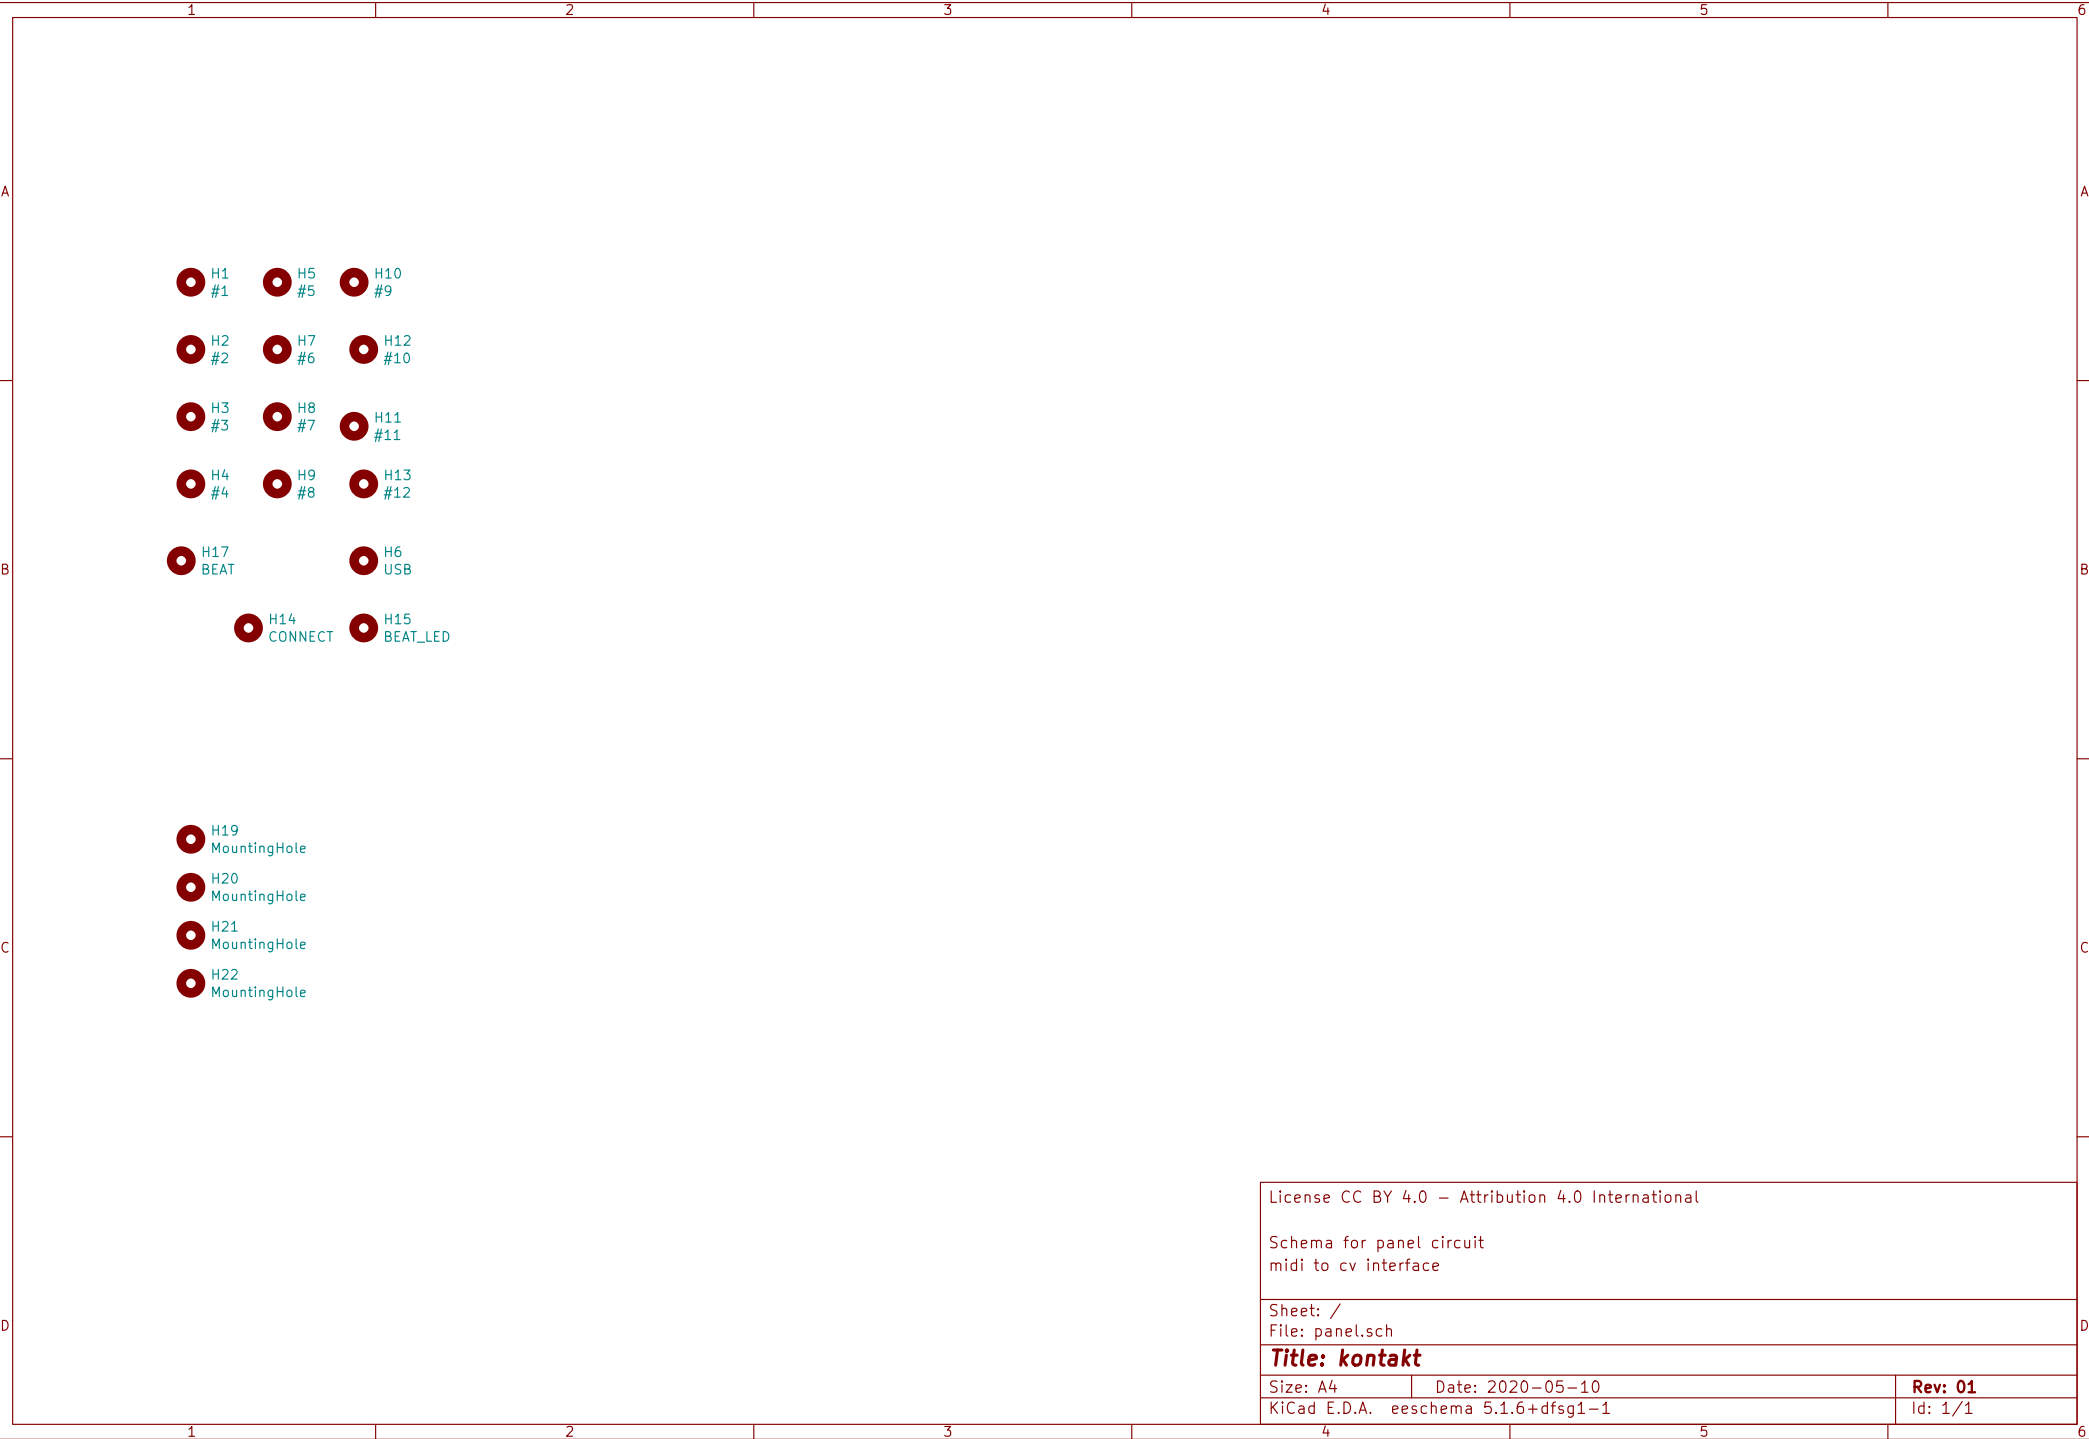 1 2 3 4 5 6
A A
H1 H5 H10
#1 #5 #9
H2 H7 H12
#2 #6 #10
H3 H8
#3 #7
H11
#11
H4 H9 H13
#4 #8 #12
H17 H6
BEAT USB
B B
H14 H15
CONNECT BEAT_LED
H19
MountingHole
H20
MountingHole
H21
MountingHole
C C
H22
MountingHole
License CC BY 4.0 - Attribution 4.0 International
Schema for panel circuit
midi to cv interface
Sheet: /
D D
File: panel.sch
Title: kontakt
Size: A4 Date: 2020-05-10 Rev: 01
KiCad E.D.A. eeschema 5.1.6+dfsg1-1 Id: 1/1
1 2 3 4 5 6